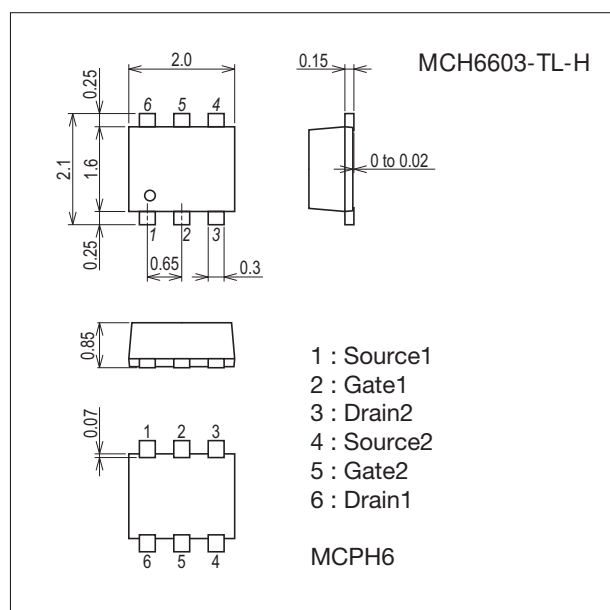 MCH6603-TL-H
2.0
0.15
0.25
6 5 4
2.1
1.6
0 to 0.02
0.25
1 2 3
0.65
0.3
0.85
1 : Source1
2 : Gate1
3 : Drain2
4 : Source2
5 : Gate2
6 : Drain1
0.07
1 2 3
6 5 4
MCPH6